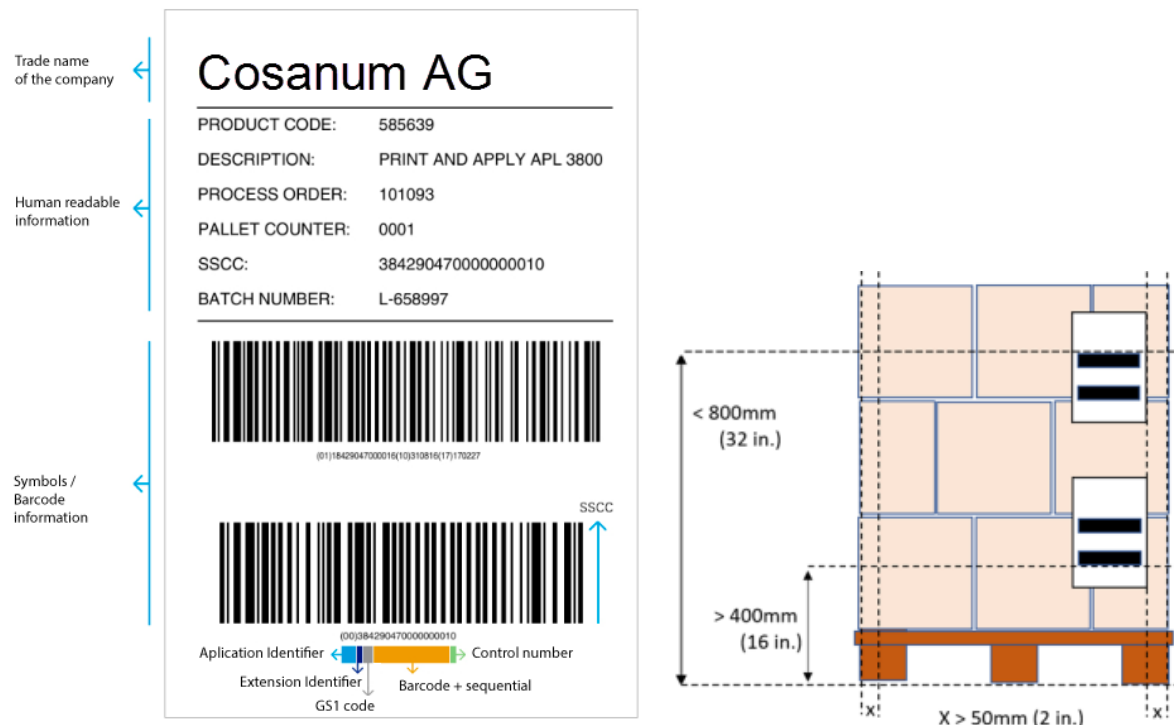 Trade name
of the company
Cosanum AG
Human readable
information
PRODUCT CODE: 585639
DESCRIPTION: PRINT AND APPLY APL 3800
PROCESS ORDER: 101093
PALLET COUNTER: 0001
SSCC: 384290470000000010
BATCH NUMBER: L-658997
Symbols /
Barcode
information
(01)18429047000016(10)310816(17)170227
SSCC
(00)384290470000000010
Aplication Identifier
Control number
Extension Identifier
Barcode + sequential
GS1 code
< 800mm
(32 in.)
> 400mm
(16 in.)
x
X > 50mm (2 in.)
x